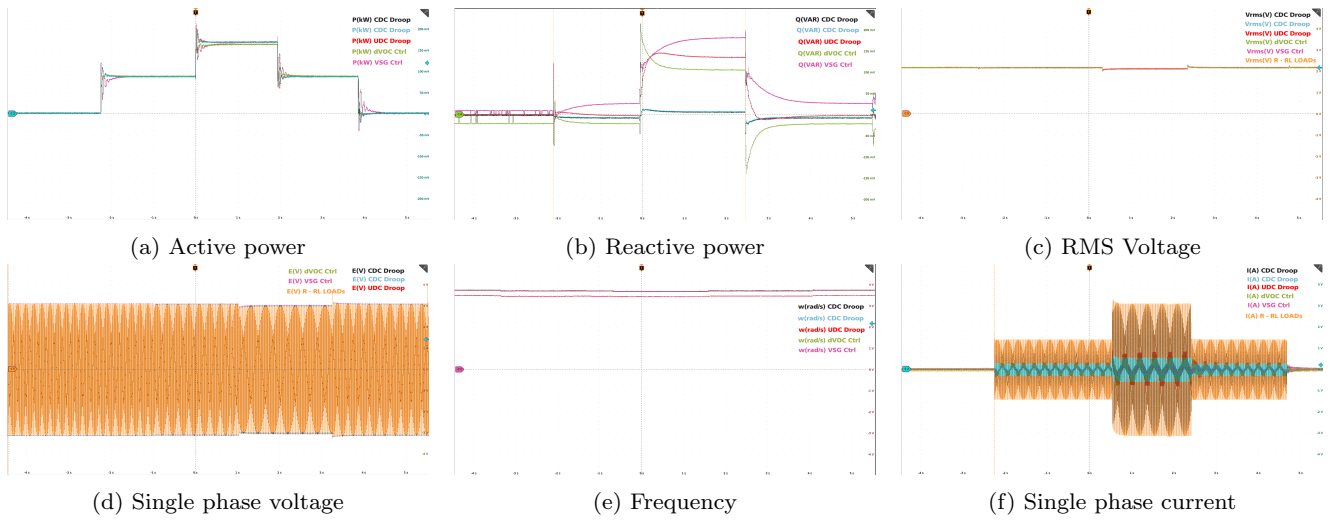 P(kW) CDC Droop
P(kW) CDC Droop
P(kW) UDC Droop
P(kW) dVOC Ctrl
P(kW) VSG Ctrl
(a) Active power
Q(VAR) CDC Droop
Q(VAR) CDC Droop
Q(VAR) UDC Droop
Q(VAR) dVOC Ctrl
Q(VAR) VSG Ctrl
(b) Reactive power
Vrms(V) CDC Droop
Vrms(V) CDC Droop
Vrms(V) UDC Droop
Vrms(V) dVOC Ctrl
Vrms(V) VSG Ctrl
Vrms(V) R - RL LOADs
(c) RMS Voltage
E(V) dVOC Ctrl
E(V) VSG Ctrl
E(V) R - RL LOADs
E(V) CDC Droop
E(V) CDC Droop
E(V) UDC Droop
(d) Single phase voltage
w(rad/s) CDC Droop
w(rad/s) CDC Droop
w(rad/s) UDC Droop
w(rad/s) dVOC Ctrl
w(rad/s) VSG Ctrl
(e) Frequency
I(A) CDC Droop
I(A) CDC Droop
I(A) UDC Droop
I(A) dVOC Ctrl
I(A) VSG Ctrl
I(A) R - RL LOADs
(f) Single phase current